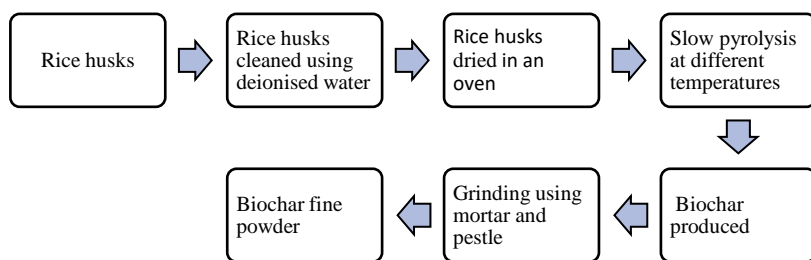 Rice husks
Rice husks
cleaned using
deionised water
Rice husks
dried in an
oven
Slow pyrolysis
at different
temperatures
Biochar
produced
Grinding using
mortar and
pestle
Biochar fine
powder